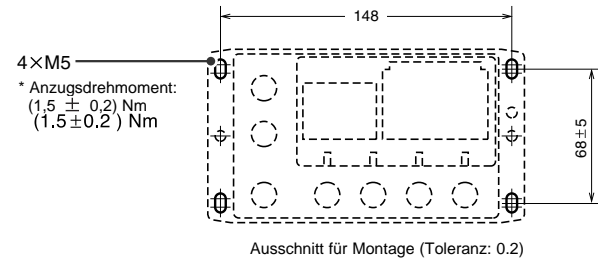 148
4×M5
* Anzugsdrehmoment:
(1,5 ± 0,2) Nm
(1.5±0.2 ) Nm
68±5
Ausschnitt für Montage (Toleranz: 0.2)